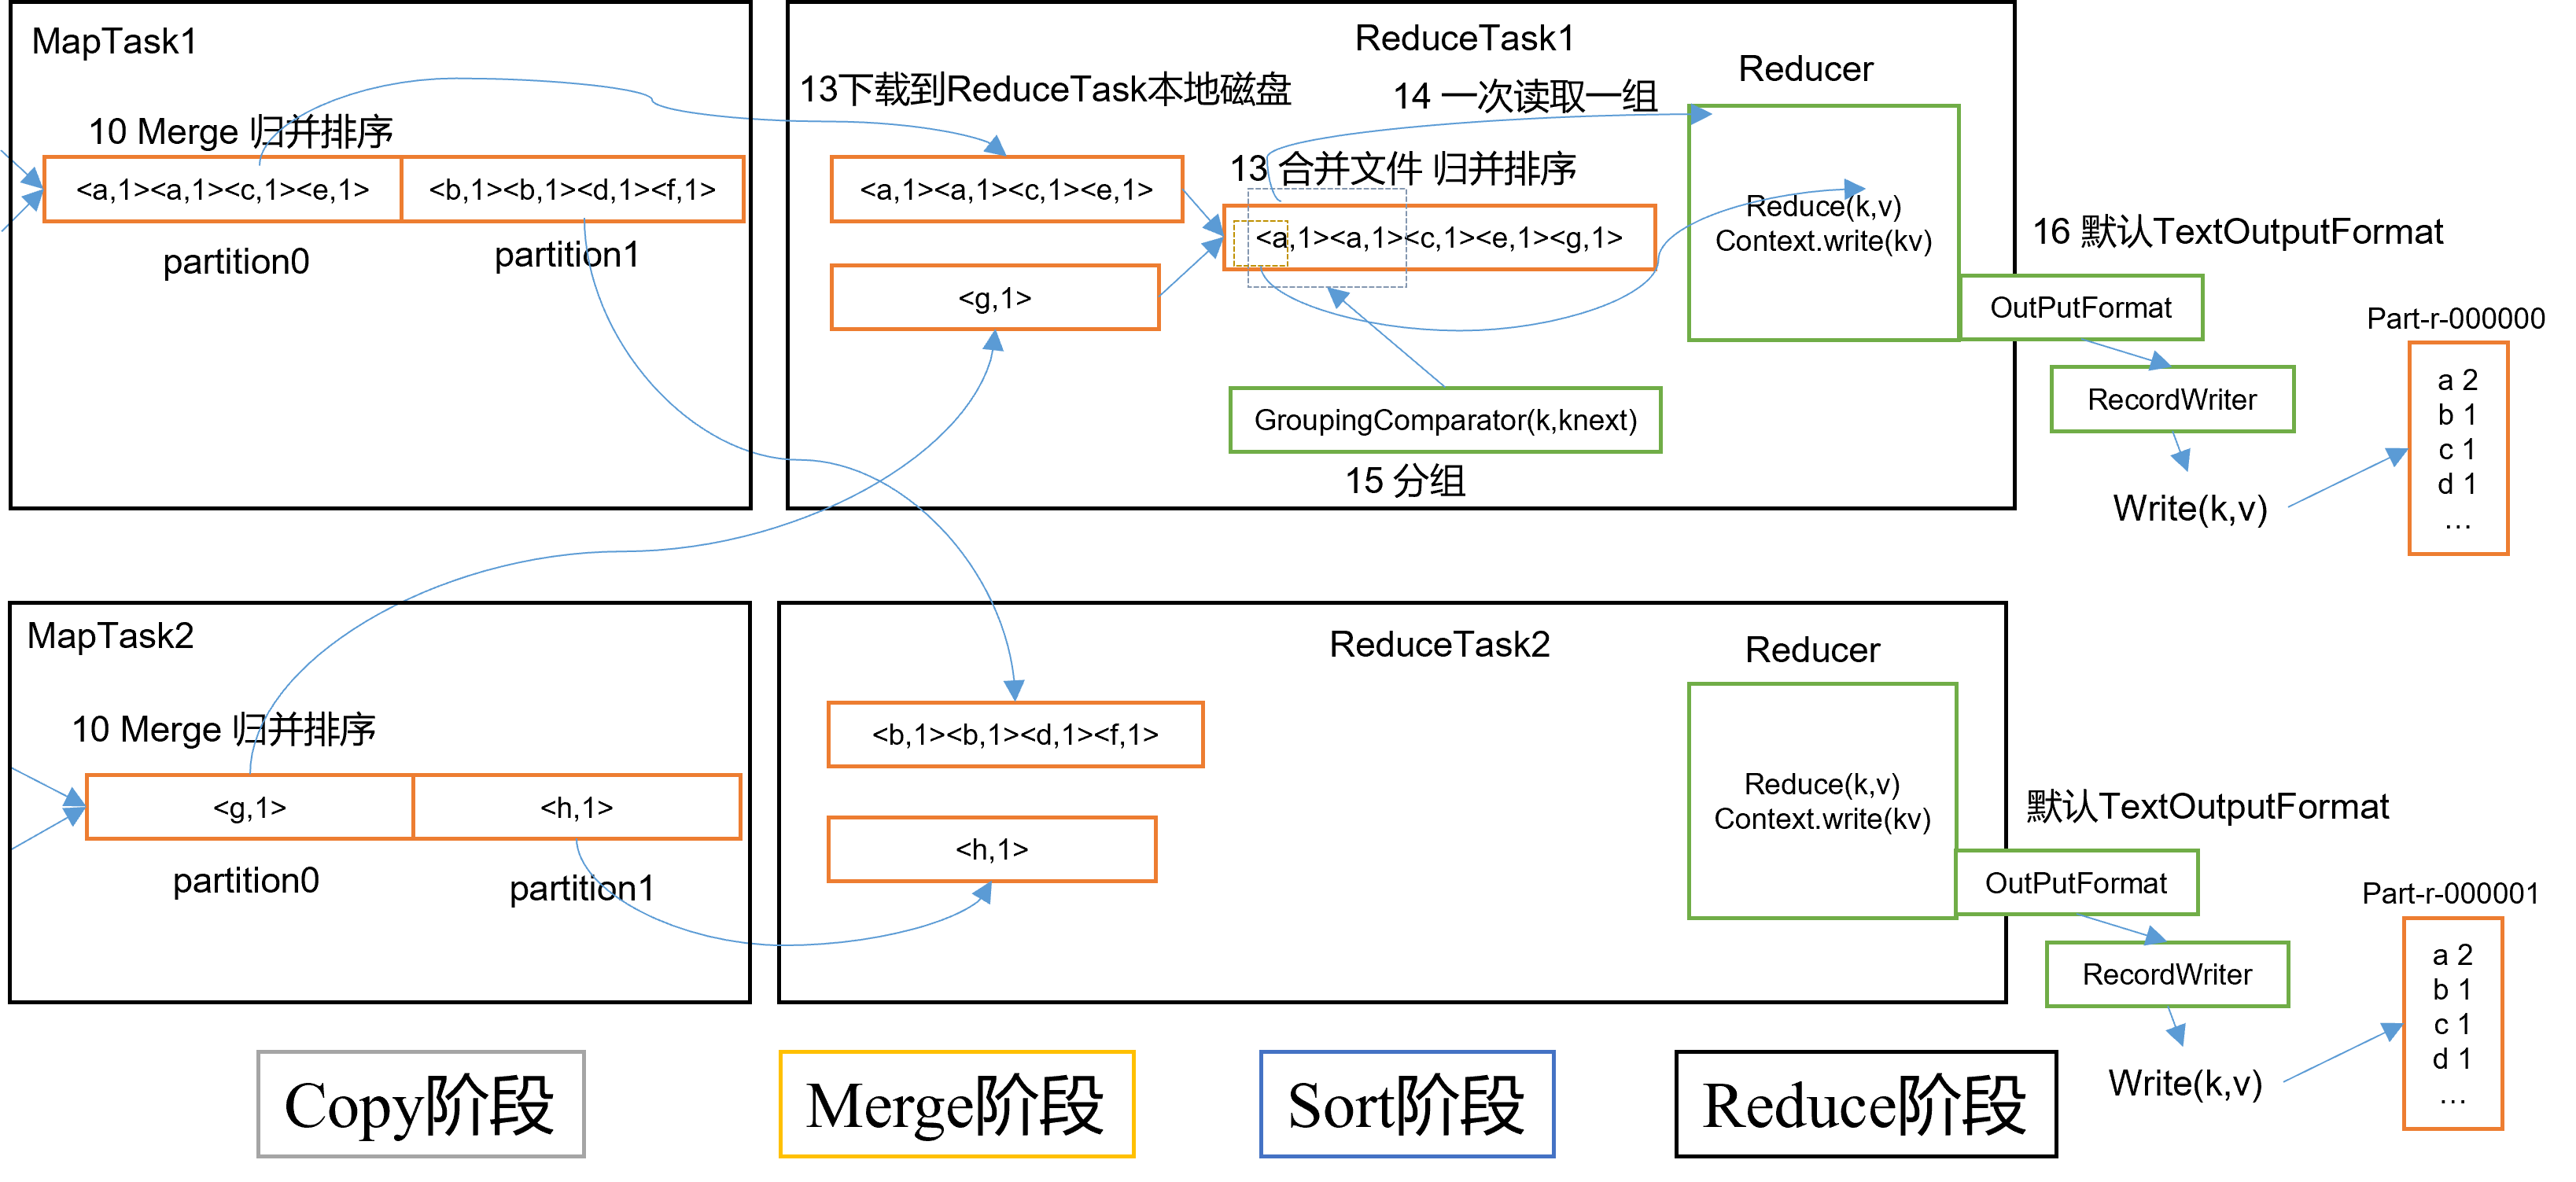 MapTask1
10 Merge 归并排序
<a,1><a,1><c,1><e,1>
<b,1><b,1><d,1><f,1>
partition0
partition1
ReduceTask1
13下载到ReduceTask本地磁盘
14 一次读取一组
Reducer
<a,1><a,1><c,1><e,1>
13 合并文件 归并排序
<a,1><a,1><c,1><e,1><g,1>
<g,1>
Reduce(k,v)
Context.write(kv)
GroupingComparator(k,knext)
15 分组
16 默认TextOutputFormat
OutPutFormat
RecordWriter
Write(k,v)
Part-r-000000
a 2
b 1
c 1
d 1
…
MapTask2
10 Merge 归并排序
<g,1>
<h,1>
partition0
partition1
ReduceTask2
Reducer
<b,1><b,1><d,1><f,1>
<h,1>
Reduce(k,v)
Context.write(kv)
默认TextOutputFormat
OutPutFormat
RecordWriter
Write(k,v)
Part-r-000001
a 2
b 1
c 1
d 1
…
Copy阶段
Merge阶段
Sort阶段
Reduce阶段